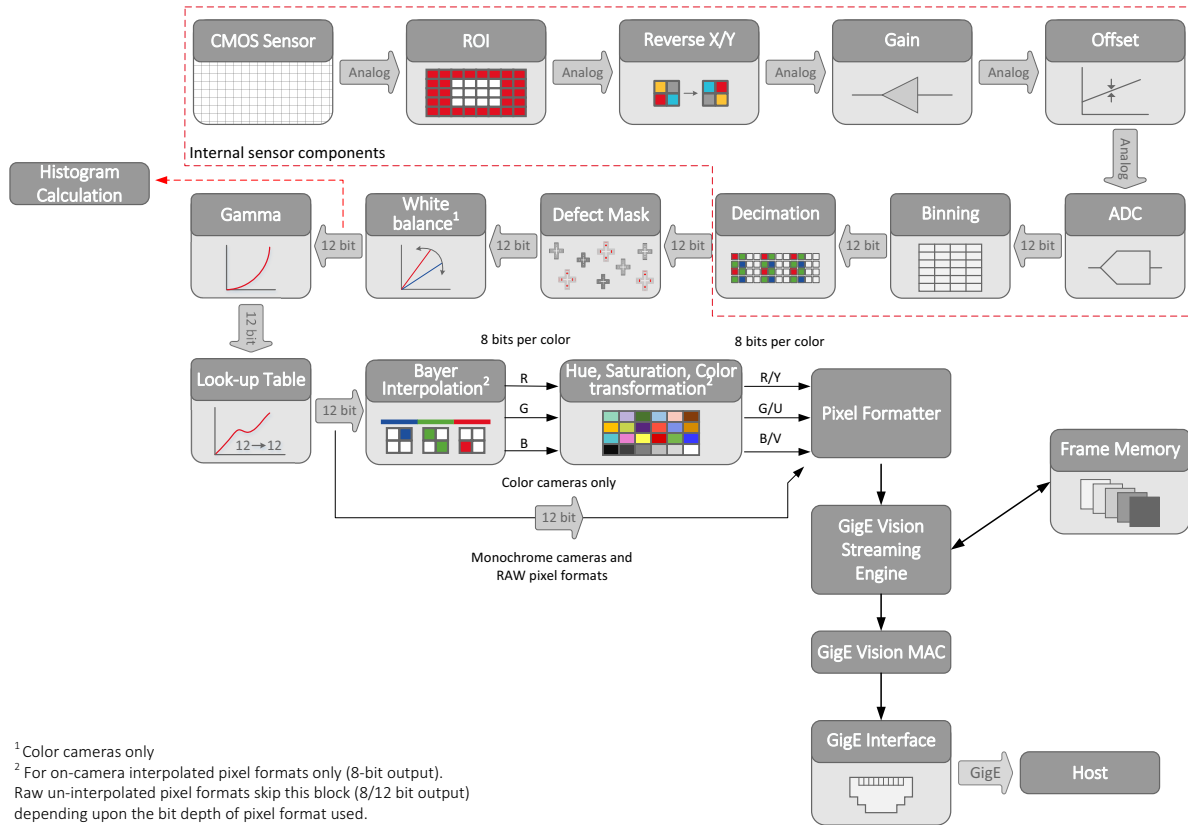 CMOS Sensor
Analog
ROI
Analog
Reverse X/Y
Analog
Gain
Analog
Offset
Internal sensor components
Analog
Histogram
Calculation
ADC
12 bit
Binning
12 bit
Decimation
12 bit
Defect Mask
12 bit
White
balance1
12 bit
Gamma
12 bit
Look-up Table
12→12
12 bit
8 bits per color
8 bits per color
Bayer
Interpolation2
R
G
B
Hue, Saturation, Color
transformation2
R/Y
G/U
B/V
Pixel Formatter
Color cameras only
12 bit
Monochrome cameras and
RAW pixel formats
Frame Memory
GigE Vision
Streaming
Engine
GigE Vision MAC
GigE Interface
GigE
Host
1 Color cameras only
2 For on-camera interpolated pixel formats only (8-bit output).
Raw un-interpolated pixel formats skip this block (8/12 bit output)
depending upon the bit depth of pixel format used.